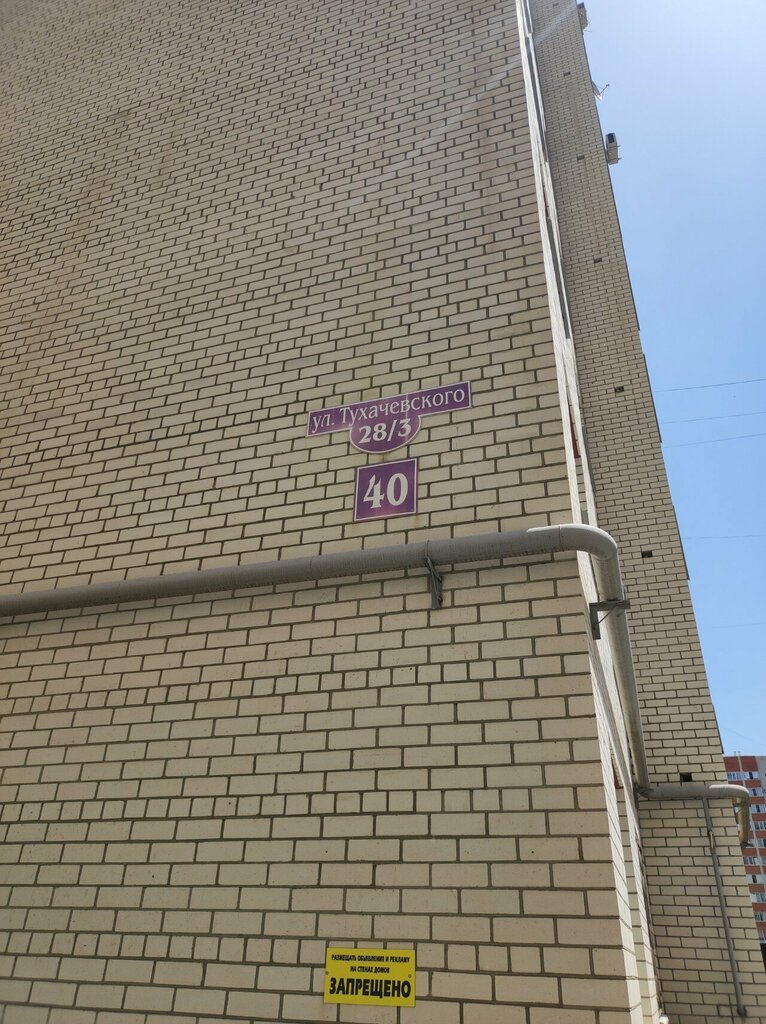 ул. Тухачевского
28/3
40
РАЗМЕЩАТЬ ОБЪЯВЛЕНИЯ И РЕКЛАМУ
НА СТЕНАХ ДОМОВ
ЗАПРЕЩЕНО